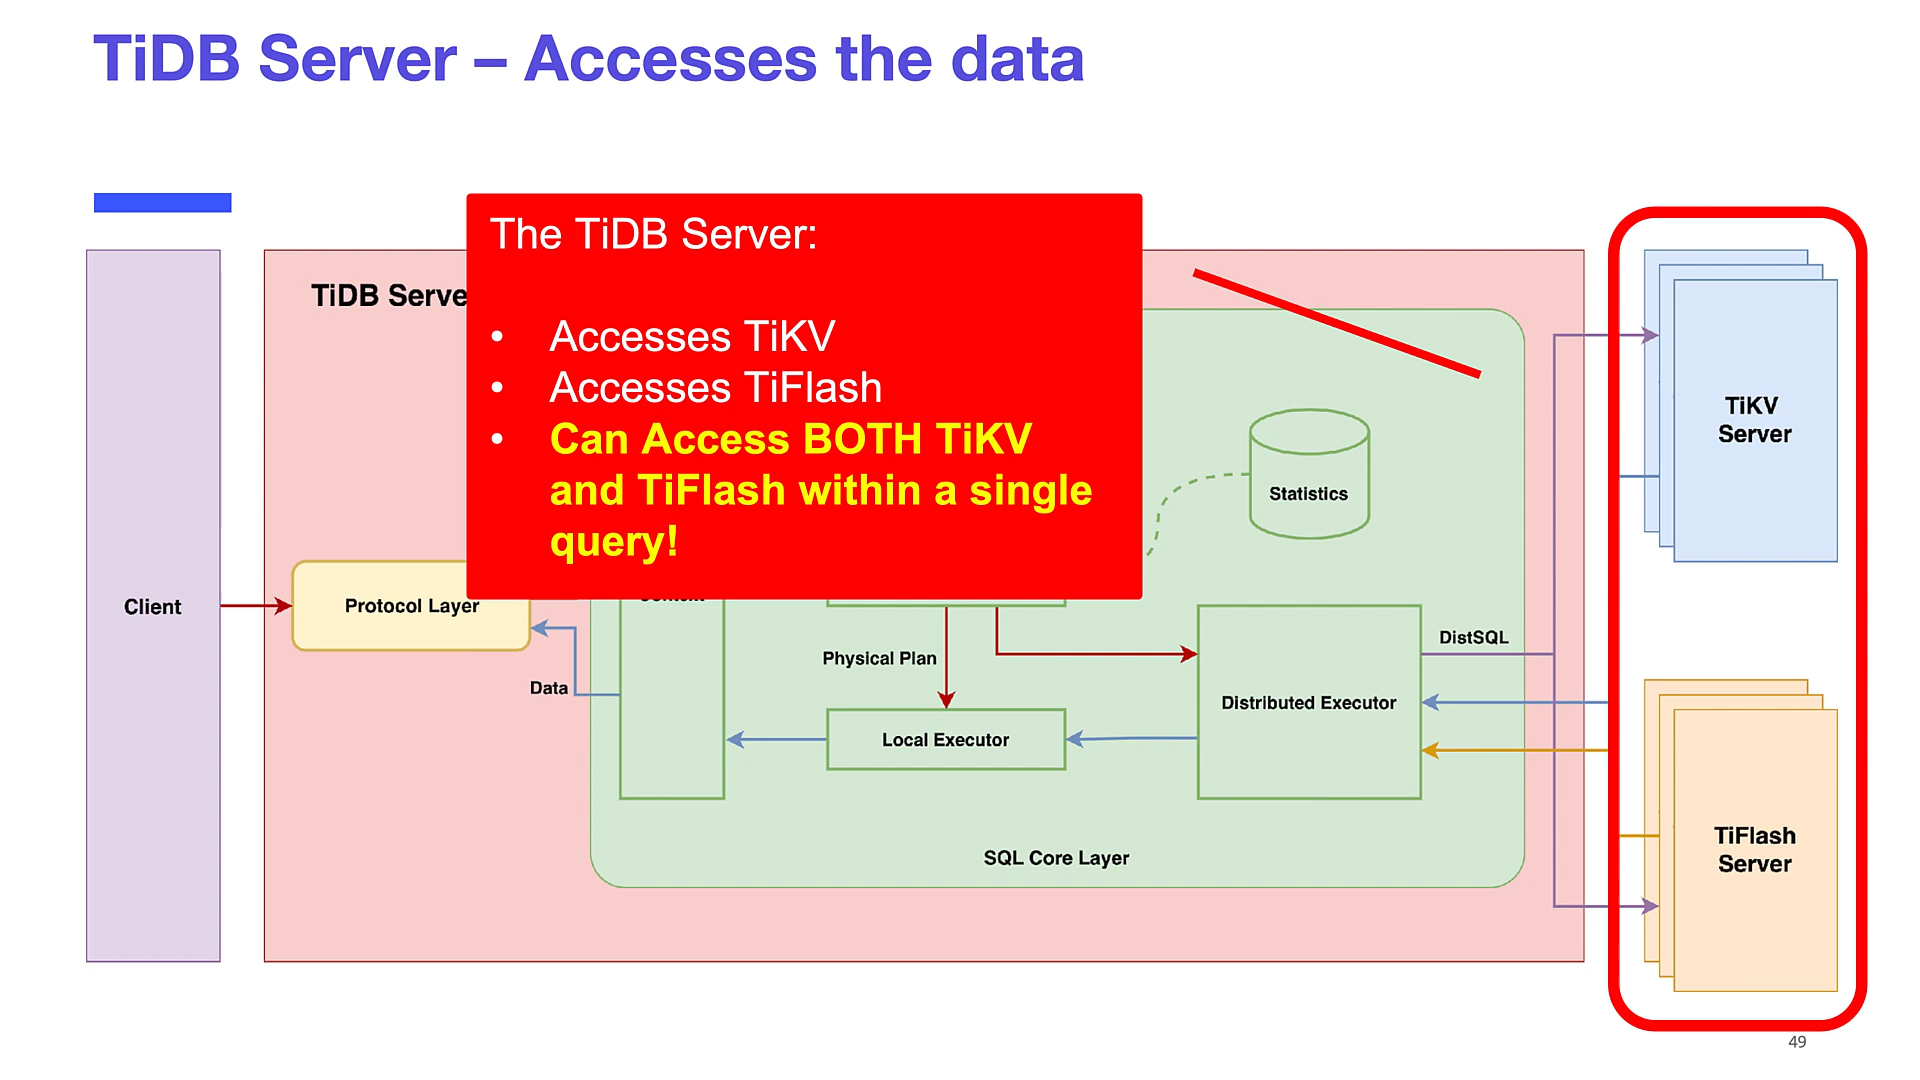 TiDB Server – Accesses the data
The TiDB Server:
• Accesses TiKV
• Accesses TiFlash
• Can Access BOTH TiKV
and TiFlash within a single
query!
TiDB Serve
Client
Protocol Layer
Data
Physical Plan
Local Executor
Statistics
Distributed Executor
DistSQL
SQL Core Layer
TiKV
Server
TiFlash
Server
49